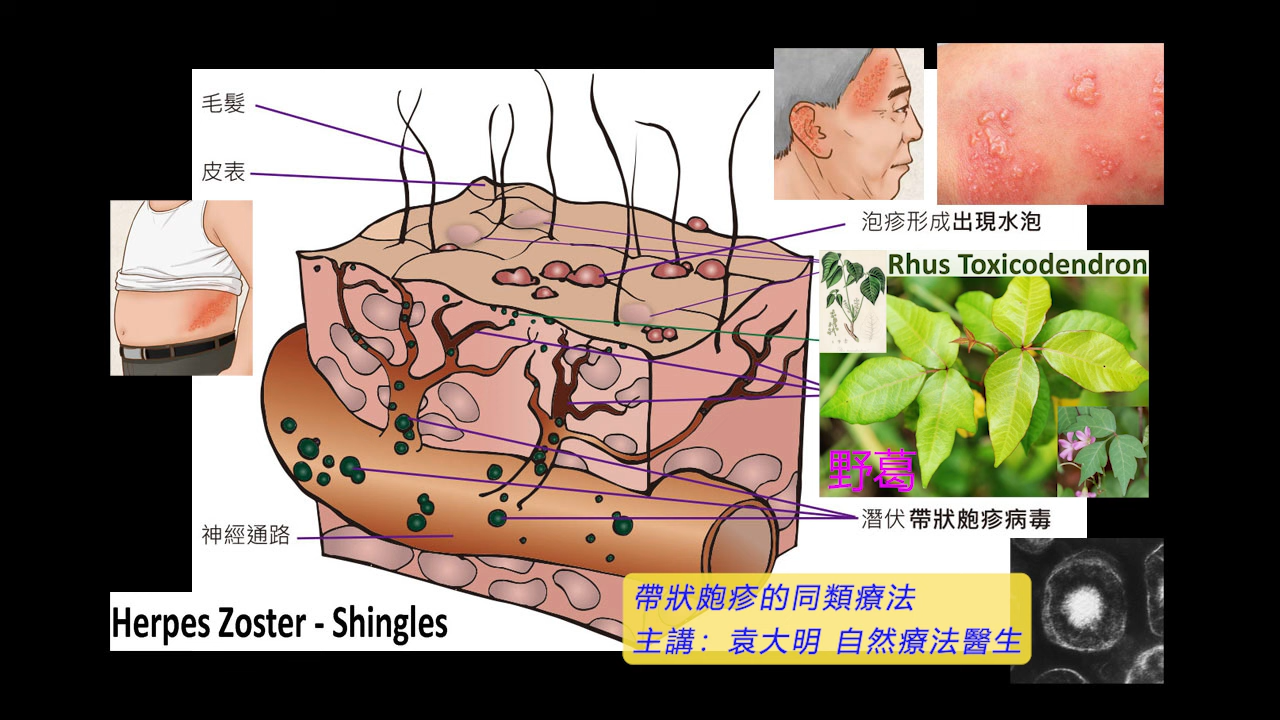 毛髮
皮表
泡疹形成出現水泡
Rhus Toxicodendron
野葛
潛伏帶狀皰疹病毒
神經通路
帶狀皰疹的同類療法
主講：袁大明 自然療法醫生
Herpes Zoster - Shingles